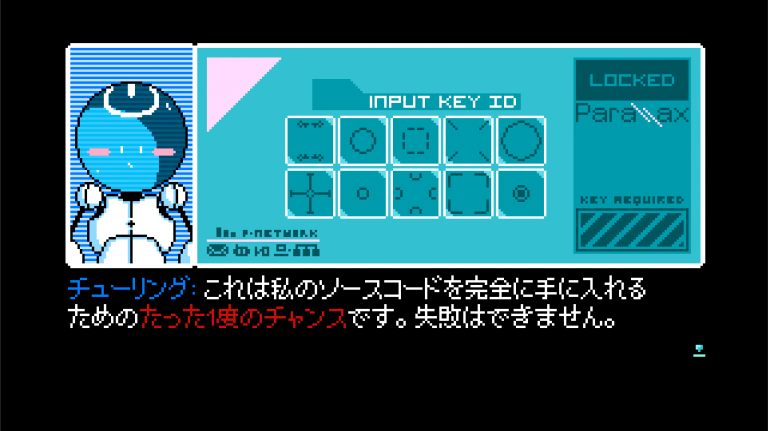 LOCKED
INPUT KEY ID
Parallax
KEY REQUIRED
P-NETWORK
チューリング: これは私のソースコードを完全に手に入れる
ためのたった1度のチャンスです。失敗はできません。